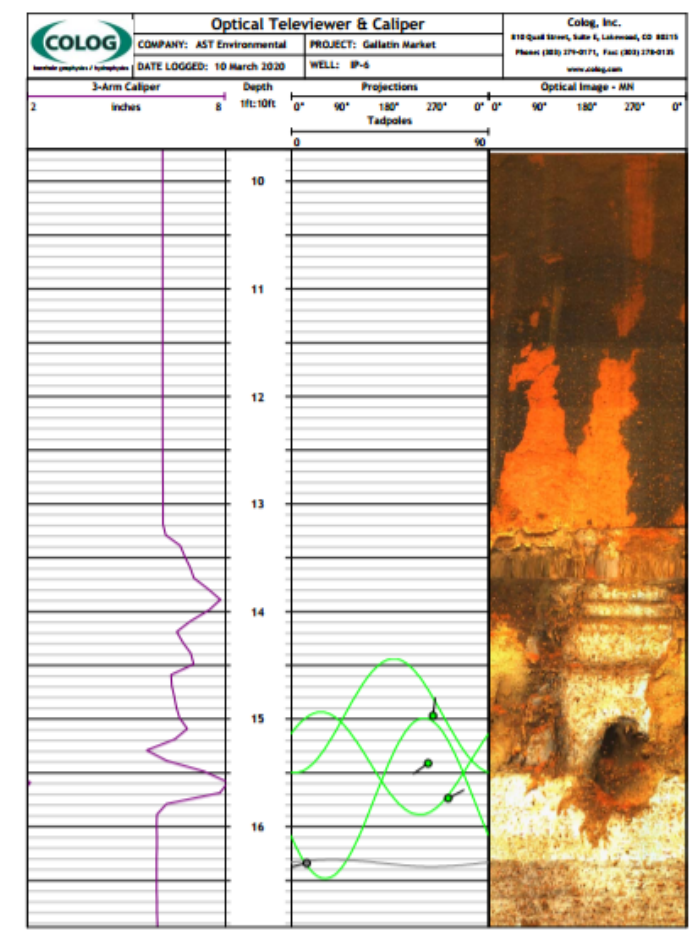 Optical Televiewer & Caliper
COLOG
borehole geophysics / hydrophysics
COMPANY: AST Environmental
PROJECT: Gallatin Market
DATE LOGGED: 10 March 2020
WELL: IP-6
Colog, Inc.
810 Quail Street, Suite E, Lakewood, CO 80215
Phone: (303) 279-0171, Fax: (303) 278-0135
www.colog.com
3-Arm Caliper
2 inches 8
Depth
1ft:10ft
Projections
0° 90° 180° 270° 0°
Tadpoles
0 90
Optical Image - MN
0° 90° 180° 270° 0°
10
11
12
13
14
15
16